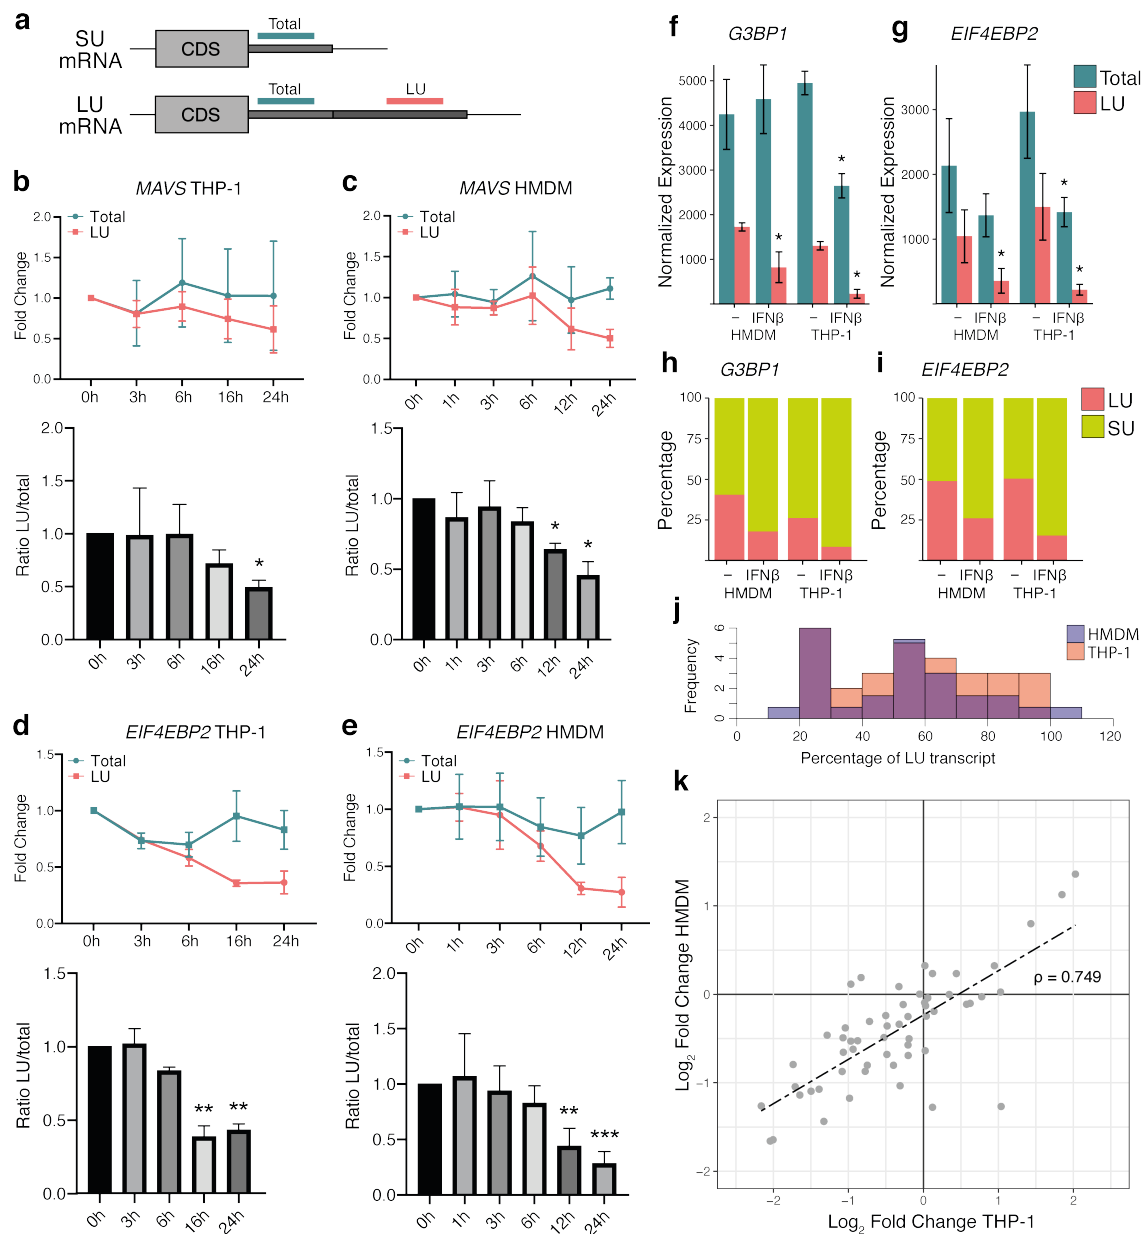 a
SU
mRNA
CDS
Total
LU
mRNA
CDS
Total
LU
b
MAVS THP-1
Total
LU
Fold Change
2.0
1.5
1.0
0.5
0.0
0h 3h 6h 16h 24h
Ratio LU/total
2.0
1.5
1.0
0.5
0.0
*
0h 3h 6h 16h 24h
c
MAVS HMDM
Total
LU
Fold Change
2.0
1.5
1.0
0.5
0.0
0h 1h 3h 6h 12h 24h
Ratio LU/total
1.5
1.0
0.5
0.0
* *
0h 1h 3h 6h 12h 24h
d
EIF4EBP2 THP-1
Total
LU
Fold Change
1.5
1.0
0.5
0.0
0h 3h 6h 16h 24h
Ratio LU/total
1.5
1.0
0.5
0.0
** **
0h 3h 6h 16h 24h
e
EIF4EBP2 HMDM
Total
LU
Fold Change
1.5
1.0
0.5
0.0
0h 1h 3h 6h 12h 24h
Ratio LU/total
2.0
1.5
1.0
0.5
0.0
** ***
0h 1h 3h 6h 12h 24h
f
G3BP1
Normalized Expression
5000
4000
3000
2000
1000
* * *
– IFNβ – IFNβ
HMDM THP-1
g
EIF4EBP2
Total
LU
Normalized Expression
3000
2000
1000
* * *
– IFNβ – IFNβ
HMDM THP-1
h
G3BP1
Percentage
100
75
50
25
– IFNβ – IFNβ
HMDM THP-1
i
EIF4EBP2
LU
SU
Percentage
100
75
50
25
– IFNβ – IFNβ
HMDM THP-1
j
HMDM
THP-1
Frequency
6
4
2
0
0 20 40 60 80 100 120
Percentage of LU transcript
k
Log2 Fold Change HMDM
2
1
0
−1
−2
ρ = 0.749
−2 −1 0 1 2
Log2 Fold Change THP-1